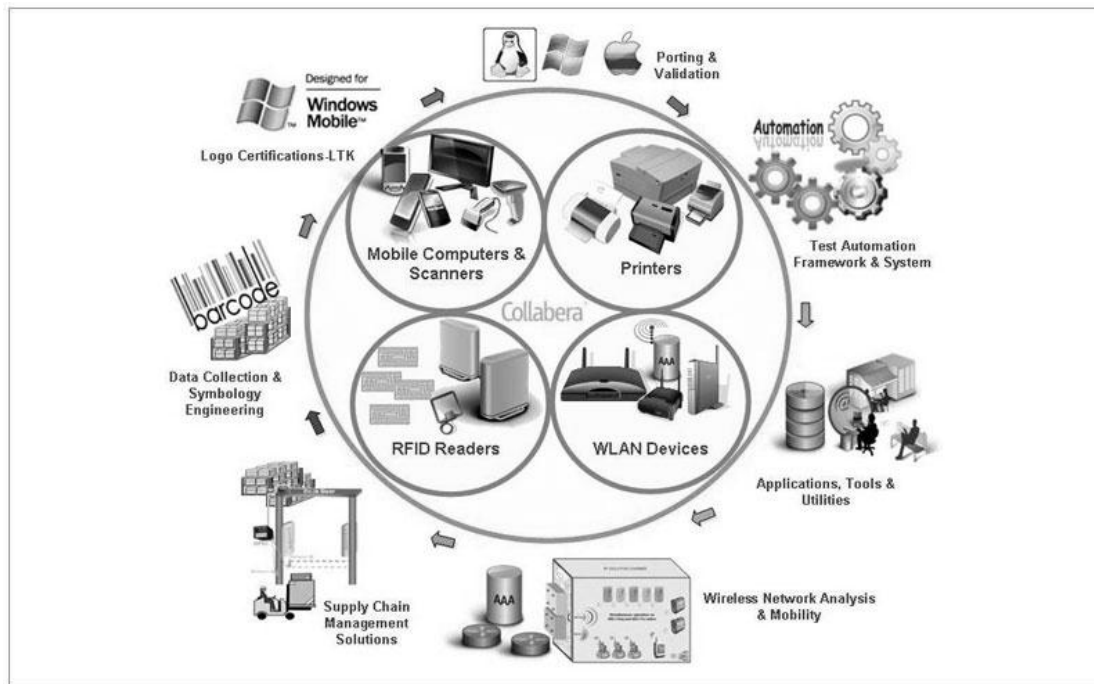 Porting &
Validation
Designed for
Windows
Mobile™
Logo Certifications-LTK
Automation
Test Automation
Framework & System
Mobile Computers &
Scanners
Printers
Collabera
barcode
Data Collection &
Symbology
Engineering
AAA
RFID Readers
WLAN Devices
Applications, Tools &
Utilities
AAA
Wireless Network Analysis
& Mobility
Supply Chain
Management
Solutions